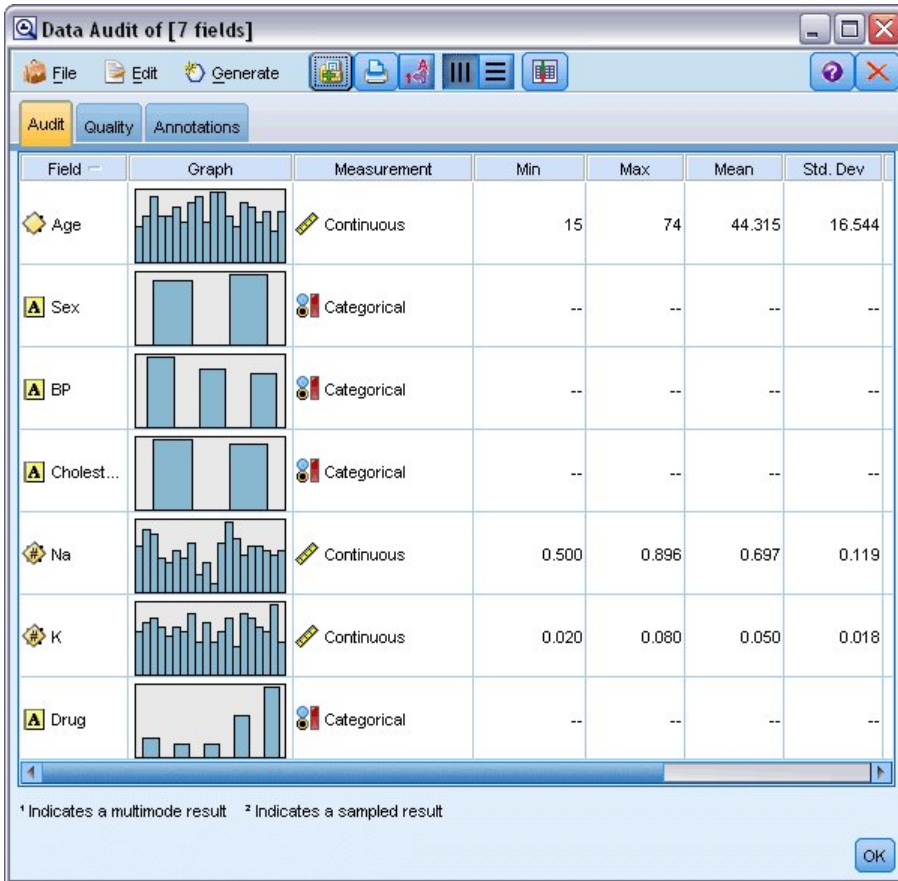 Data Audit of [7 fields]
File Edit Generate
Audit Quality Annotations
Field Graph Measurement Min Max Mean Std. Dev
Age Continuous 15 74 44.315 16.544
A Sex Categorical -- -- -- --
A BP Categorical -- -- -- --
A Cholest... Categorical -- -- -- --
# Na Continuous 0.500 0.896 0.697 0.119
# K Continuous 0.020 0.080 0.050 0.018
A Drug Categorical -- -- -- --
¹ Indicates a multimode result ² Indicates a sampled result
OK